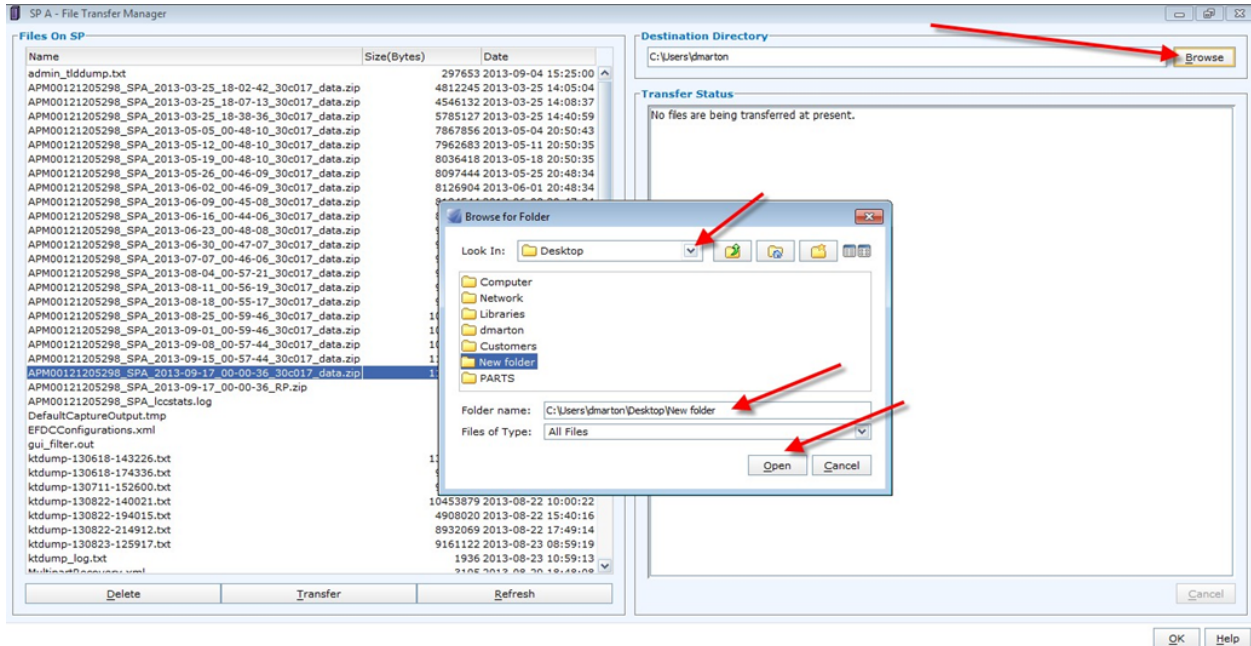 SP A - File Transfer Manager
Files On SP
Name Size(Bytes) Date
admin_tlddump.txt 297653 2013-09-04 15:25:00
APM00121205298_SPA_2013-03-25_18-02-42_30c017_data.zip 4812245 2013-03-25 14:05:04
APM00121205298_SPA_2013-03-25_18-07-13_30c017_data.zip 4546132 2013-03-25 14:08:37
APM00121205298_SPA_2013-03-25_18-38-36_30c017_data.zip 5785127 2013-03-25 14:40:59
APM00121205298_SPA_2013-05-05_00-48-10_30c017_data.zip 7867856 2013-05-04 20:50:43
APM00121205298_SPA_2013-05-12_00-48-10_30c017_data.zip 7962683 2013-05-11 20:50:35
APM00121205298_SPA_2013-05-19_00-48-10_30c017_data.zip 8036418 2013-05-18 20:50:35
APM00121205298_SPA_2013-05-26_00-46-09_30c017_data.zip 8097444 2013-05-25 20:48:34
APM00121205298_SPA_2013-06-02_00-46-09_30c017_data.zip 8126904 2013-06-01 20:48:34
APM00121205298_SPA_2013-06-09_00-45-08_30c017_data.zip
APM00121205298_SPA_2013-06-16_00-44-06_30c017_data.zip
APM00121205298_SPA_2013-06-23_00-48-08_30c017_data.zip
APM00121205298_SPA_2013-06-30_00-47-07_30c017_data.zip
APM00121205298_SPA_2013-07-07_00-46-06_30c017_data.zip
APM00121205298_SPA_2013-08-04_00-57-21_30c017_data.zip
APM00121205298_SPA_2013-08-11_00-56-19_30c017_data.zip
APM00121205298_SPA_2013-08-18_00-55-17_30c017_data.zip
APM00121205298_SPA_2013-08-25_00-59-46_30c017_data.zip
APM00121205298_SPA_2013-09-01_00-59-46_30c017_data.zip
APM00121205298_SPA_2013-09-08_00-57-44_30c017_data.zip
APM00121205298_SPA_2013-09-15_00-57-44_30c017_data.zip
APM00121205298_SPA_2013-09-17_00-00-36_30c017_data.zip
APM00121205298_SPA_2013-09-17_00-00-36_RP.zip
APM00121205298_SPA_lccstats.log
DefaultCaptureOutput.tmp
EFDCConfigurations.xml
gui_filter.out
ktdump-130618-143226.txt
ktdump-130618-174336.txt
ktdump-130711-152600.txt
ktdump-130822-140021.txt 10453879 2013-08-22 10:00:22
ktdump-130822-194015.txt 4908020 2013-08-22 15:40:16
ktdump-130822-214912.txt 8932069 2013-08-22 17:49:14
ktdump-130823-125917.txt 9161122 2013-08-23 08:59:19
ktdump_log.txt 1936 2013-08-23 10:59:13
Delete Transfer Refresh
Destination Directory
C:\Users\dmarton Browse
Transfer Status
No files are being transferred at present.
Cancel
Browse for Folder
Look In: Desktop
Computer
Network
Libraries
dmarton
Customers
New folder
PARTS
Folder name: C:\Users\dmarton\Desktop\New folder
Files of Type: All Files
Open Cancel
OK Help